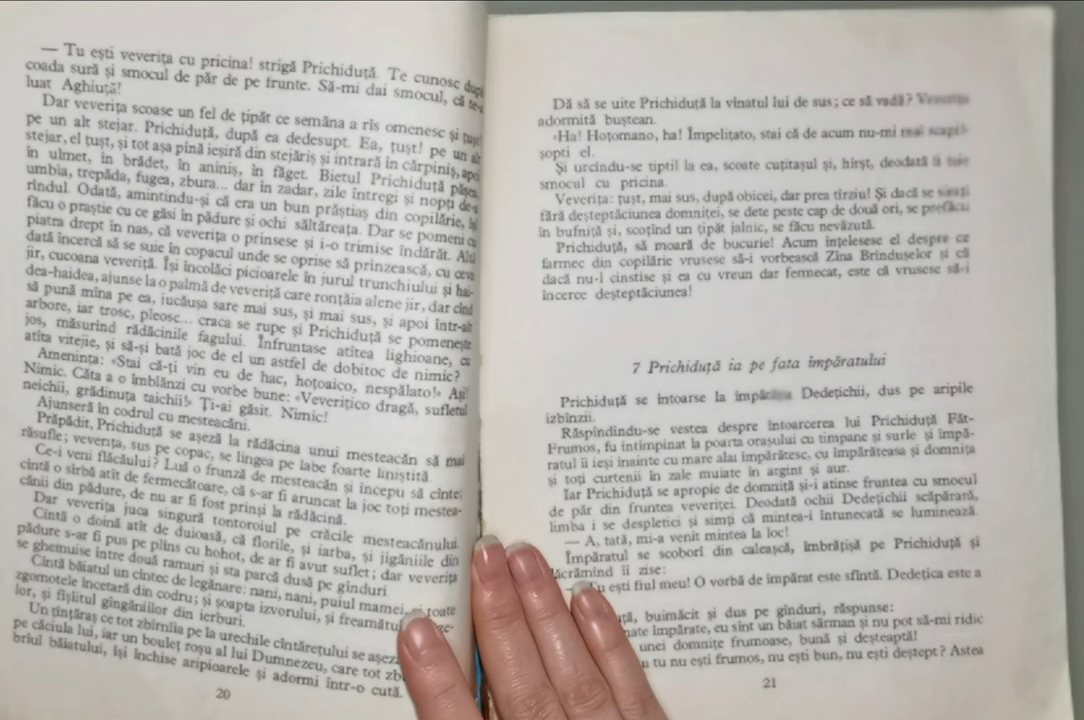 — Tu ești veverița cu pricina! strigă Prichiduță. Te cunosc după
coada sură și smocul de păr de pe frunte. Să-mi dai smocul, că te-a
luat Aghiuță!
Dar veverița scoase un fel de țipăt ce semăna a rîs omenesc și țușt!
pe un alt stejar. Prichiduță, după ea dedesupt. Ea, țușt! pe un alt
stejar, el țușt, și tot așa pînă ieșiră din stejăriș și intrară in cărpiniș, apoi
în ulmet, în brădet, în aniniș, în făget. Bietul Prichiduță pășea,
umbla, trepăda, fugea, zbura... dar în zadar, zile întregi și nopți de-a
rîndul. Odată, amintindu-și că era un bun prăștiaș din copilărie, își
făcu o praștie cu ce găsi în pădure și ochi săltăreața. Dar se pomeni cu
piatra drept în nas, că veverița o prinsese și i-o trimise îndărăt. Altă
dată încercă să se suie în copacul unde se oprise să prînzească, cu ceva
jir, cucoana veveriță. Își încolăci picioarele în jurul trunchiului și hai-
dea-haidea, ajunse la o palmă de veveriță care ronțăia alene jir, dar cînd
să pună mîna pe ea, iucăușa sare mai sus, și mai sus, și apoi într-alt
arbore, iar trosc, pleosc... craca se rupe și Prichiduță se pomenește
jos, măsurînd rădăcinile fagului. Înfruntase atîtea lighioane, cu
atîta vitejie, și să-și bată joc de el un astfel de dobitoc de nimic?
Amenința: «Stai că-ți vin eu de hac, hoțoaico, nespălato!» Aș!
Nimic. Căta a o îmblînzi cu vorbe bune: «Veverițico dragă, sufletul
neichii, grădinuța taichii!» Ți-ai găsit. Nimic!
Ajunseră în codrul cu mesteacăni.
Prăpădit, Prichiduță se așeză la rădăcina unui mesteacăn să mai
răsufle; veverița, sus pe copac, se lingea pe labe foarte liniștită.
Ce-i veni flăcăului? Luă o frunză de mesteacăn și începu să cînte;
cîntă o sîrbă atît de fermecătoare, că s-ar fi aruncat la joc toți mestea-
cănii din pădure, de nu ar fi fost prinși la rădăcină.
Dar veverița juca singură tontoroiul pe crăcile mesteacănului.
Cîntă o doină atît de duioasă, că florile, și iarba, și jigăniile din
pădure s-ar fi pus pe plîns cu hohot, de ar fi avut suflet; dar veverița
se ghemuise între două ramuri și sta parcă dusă pe gînduri.
Cîntă băiatul un cîntec de legănare: nani, nani, puiul mamei, și toate
zgomotele încetară din codru; și șoapta izvorului, și freamătul
lor, și fîșîitul gîngăniilor din ierburi.
Un țînțăraș ce tot zbîrnîia pe la urechile cîntărețului se așeză
pe căciula lui, iar un bouleț roșu al lui Dumnezeu, care tot
briul băiatului, își închise aripioarele și adormi într-o cută.
20
Dă să se uite Prichiduță la vînatul lui de sus; ce să vadă? Veverița
adormită buștean.
«Ha! Hoțomano, ha! Împelițato, stai că de acum nu-mi mai scapi!»
șopti el.
Și urcîndu-se tiptil la ea, scoate cuțitașul și, hîrșt, deodată îi taie
smocul cu pricina.
Veverița: țușt, mai sus, după obicei, dar prea tîrziu! Și dacă se simți
fără deșteptăciunea domniței, se dete peste cap de două ori, se prefăcu
în bufniță și, scoțînd un țipăt jalnic, se făcu nevăzută.
Prichiduță, să moară de bucurie! Acum înțelesese el despre ce
farmec din copilărie vrusese să-i vorbească Zîna Brîndușelor și că
dacă nu-l cinstise și ea cu vreun dar fermecat, este că vrusese să-i
încerce deșteptăciunea!
7 Prichiduță ia pe fata împăratului
Prichiduță se întoarse la împărăția Dedețichii, dus pe aripile
izbînzii.
Răspîndindu-se vestea despre întoarcerea lui Prichiduță Făt-
Frumos, fu întîmpinat la poarta orașului cu timpane și surle și împă-
ratul îi ieși înainte cu mare alai împărătesc, cu împărăteasa și domnița
și toți curtenii în zale muiate în argint și aur.
Iar Prichiduță se apropie de domniță și-i atinse fruntea cu smocul
de păr din fruntea veveriței. Deodată ochii Dedețichii scăpărară,
limba i se despletici și simți că mintea-i întunecată se luminează.
— A, tată, mi-a venit mintea la loc!
Împăratul se scoborî din caleașcă, îmbrățișă pe Prichiduță și
lăcrămînd îi zise:
— Tu ești fiul meu! O vorbă de împărat este sfîntă. Dedețica este a
buimăcit și dus pe gînduri, răspunse:
împărate, eu sînt un băiat sărman și nu pot să-mi ridic
unei domnițe frumoase, bună și deșteaptă!
tu nu ești frumos, nu ești bun, nu ești deștept? Astea
21